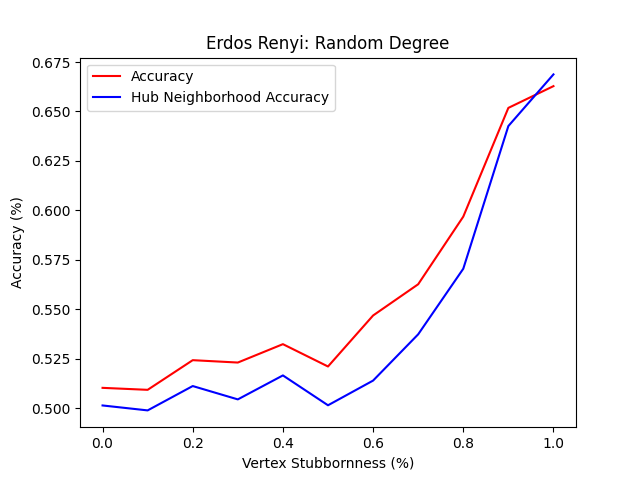 Erdos Renyi: Random Degree
Accuracy
Hub Neighborhood Accuracy
Accuracy (%)
0.675
0.650
0.625
0.600
0.575
0.550
0.525
0.500
0.0 0.2 0.4 0.6 0.8 1.0
Vertex Stubbornness (%)